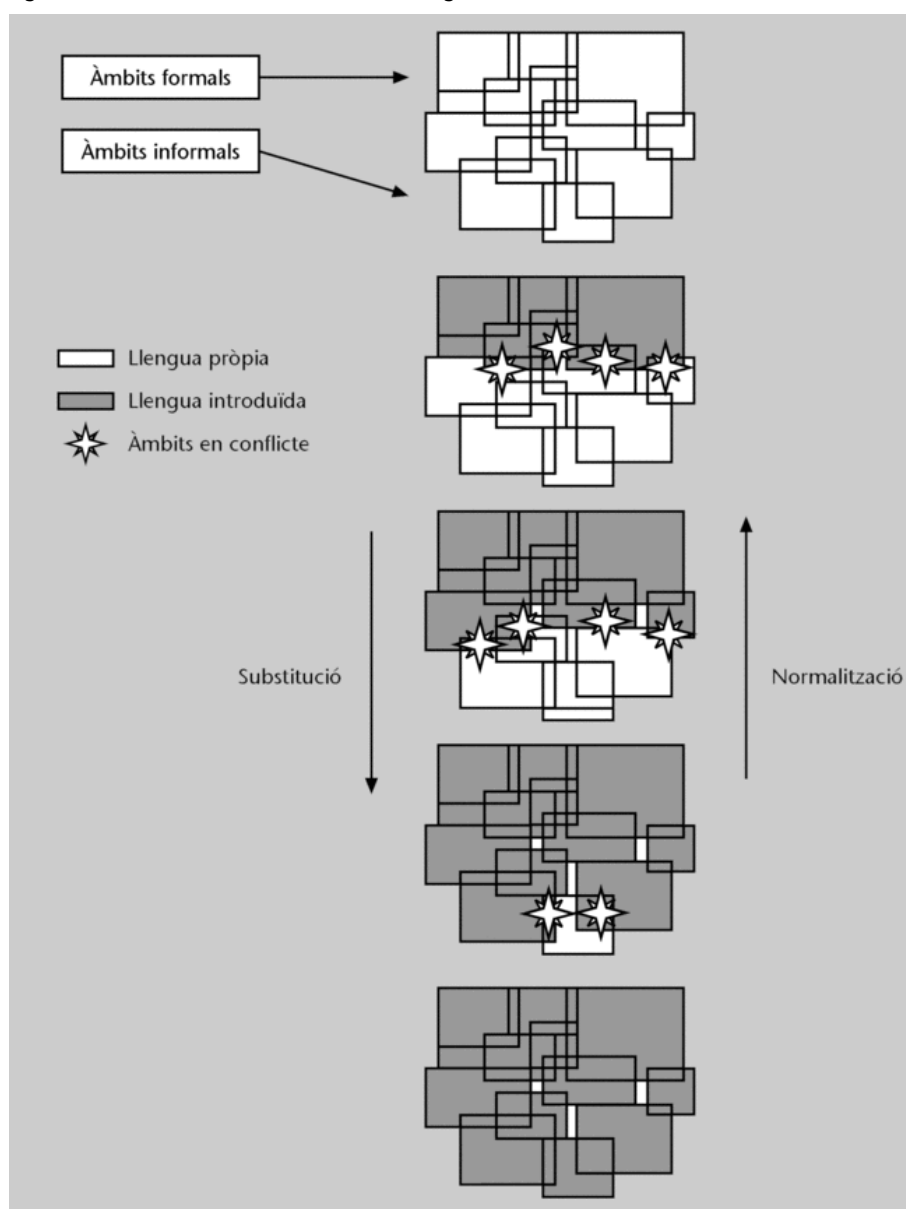 Àmbits formals
Àmbits informals
Llengua pròpia
Llengua introduïda
Àmbits en conflicte
Substitució
Normalització